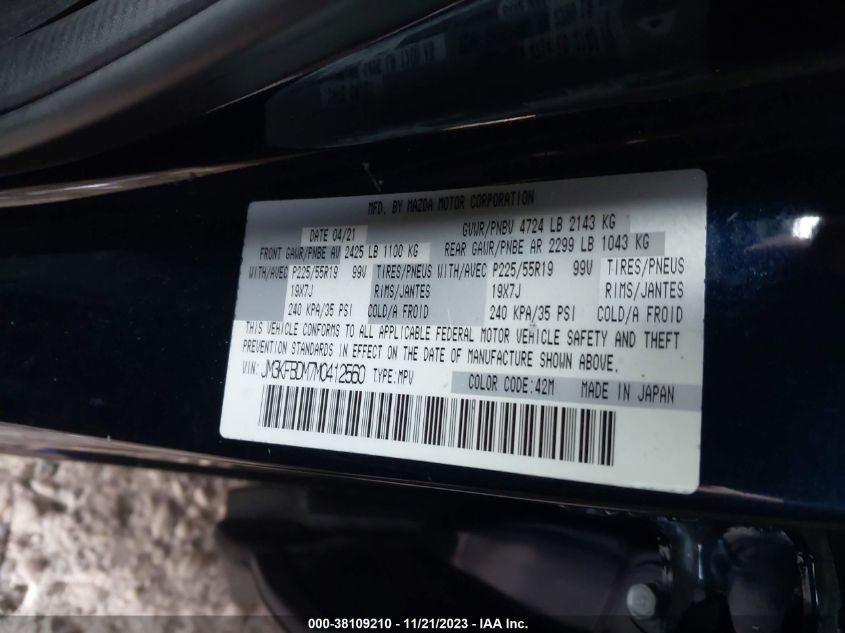 MFD. BY MAZDA MOTOR CORPORATION
DATE 04/21 GVWR/PNBV 4724 LB 2143 KG
FRONT GAWR/PNBE AV 2425 LB 1100 KG REAR GAWR/PNBE AR 2299 LB 1043 KG
WITH/AVEC P225/55R19 99V TIRES/PNEUS WITH/AVEC P225/55R19 99V TIRES/PNEUS
19X7J RIMS/JANTES 19X7J RIMS/JANTES
240 KPA/35 PSI COLD/A FROID 240 KPA/35 PSI COLD/A FROID
THIS VEHICLE CONFORMS TO ALL APPLICABLE FEDERAL MOTOR VEHICLE SAFETY AND THEFT
PREVENTION STANDARDS IN EFFECT ON THE DATE OF MANUFACTURE SHOWN ABOVE.
VIN: JM3KFBDM7M0412560 TYPE:MPV COLOR CODE:42M MADE IN JAPAN
000-38109210 - 11/21/2023 - IAA Inc.